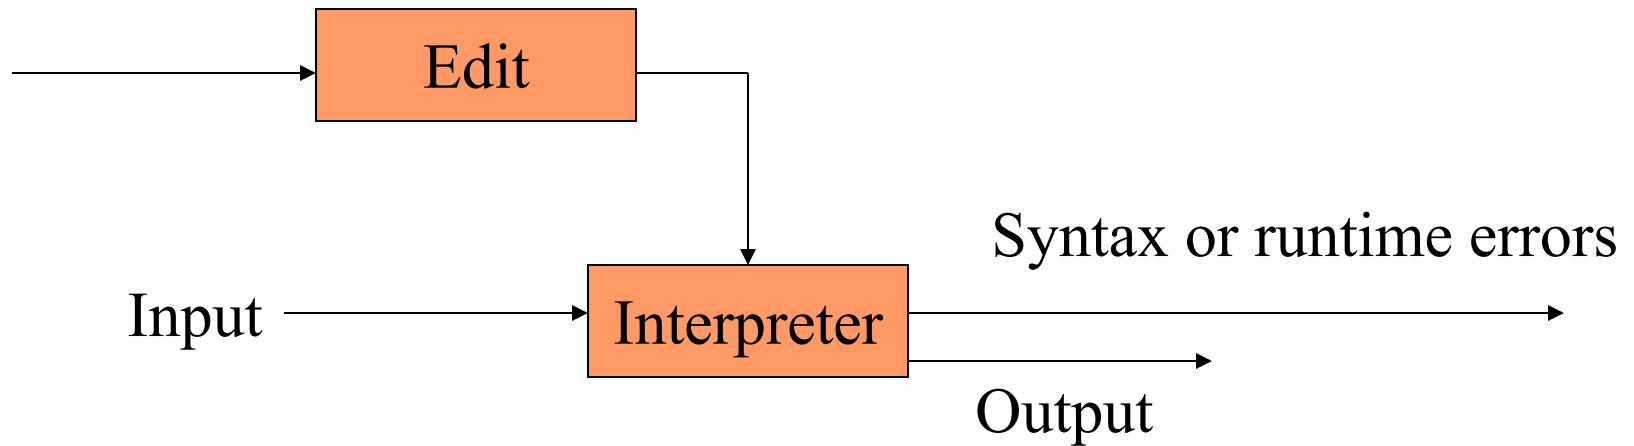 Edit
Syntax or runtime errors
Input
Interpreter
Output